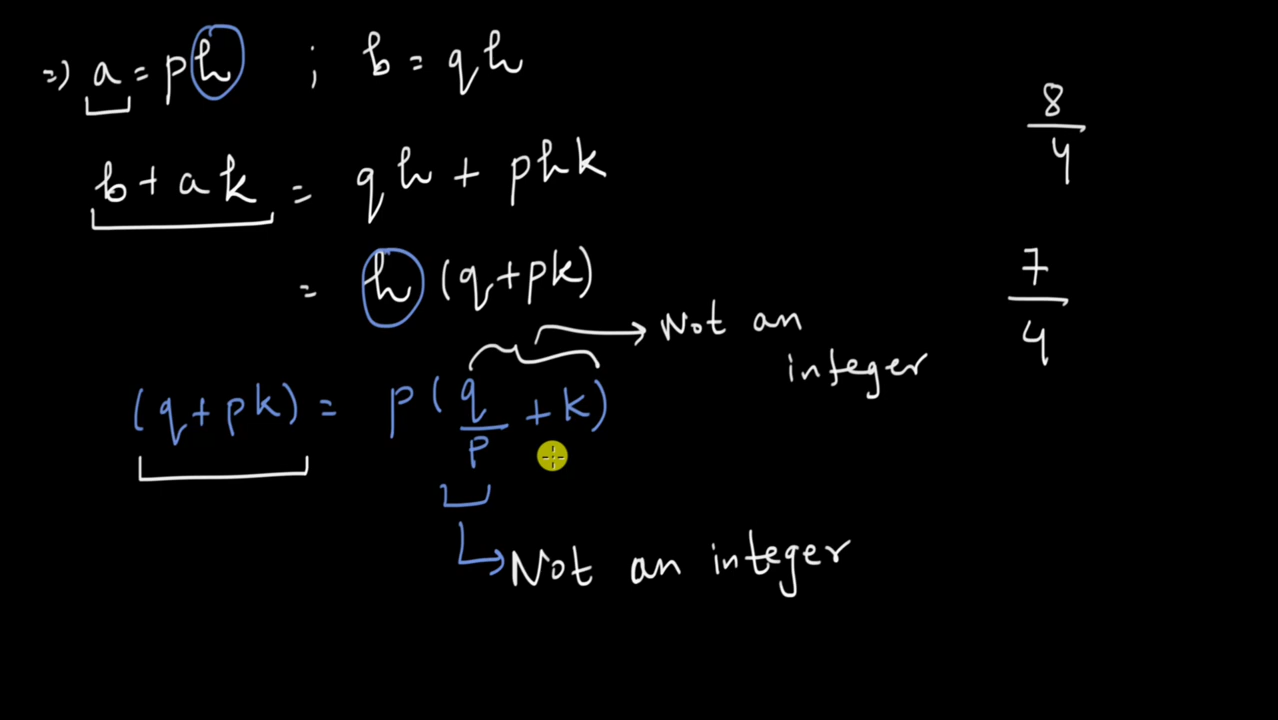 =) a = ph ; b = qh
b + ak = qh + phk
= h (q+pk)
(q+pk) = p(q/p + k)
Not an integer
Not an integer
8/4
7/4